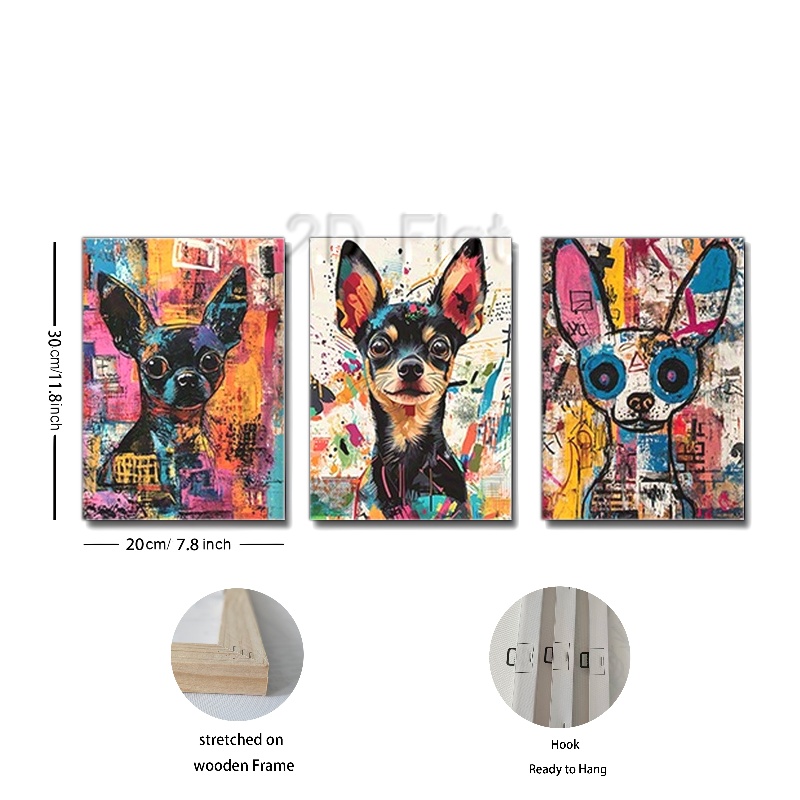 2D Flat
30cm/11.8inch
20cm/ 7.8 inch
stretched on
wooden Frame
Hook
Ready to Hang